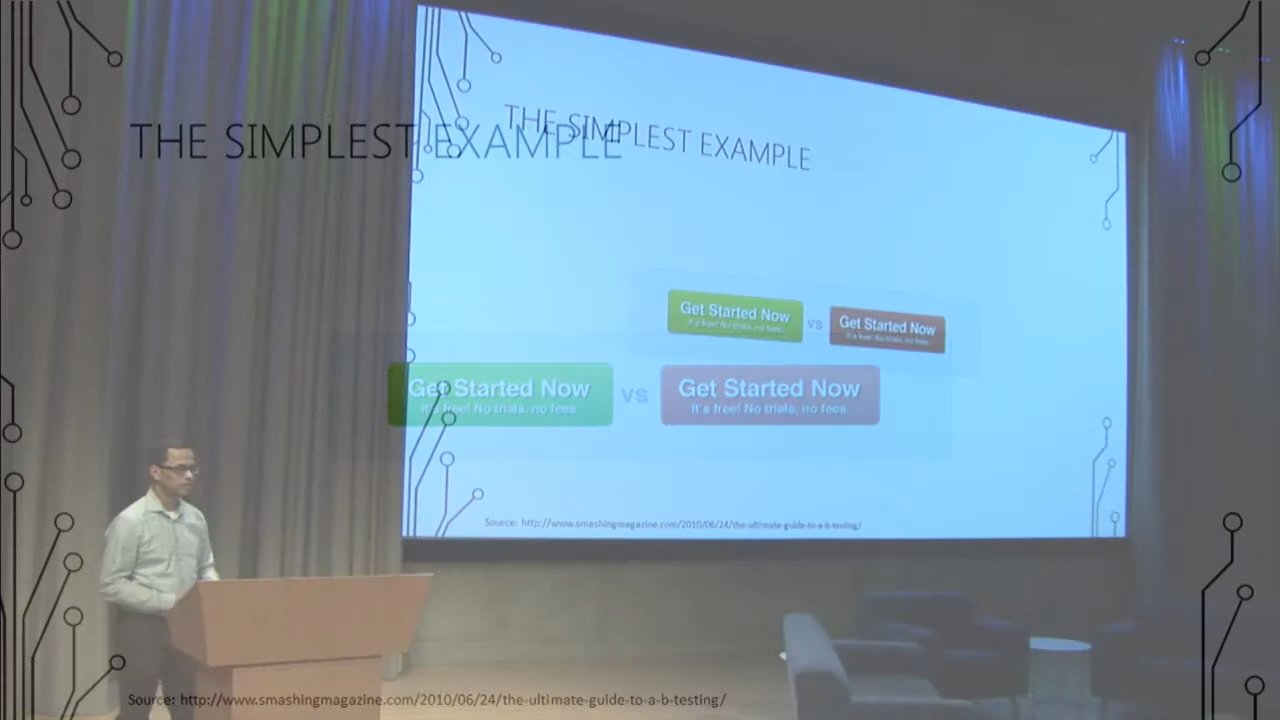 THE SIMPLEST EXAMPLE
THE SIMPLEST EXAMPLE
Get Started Now
It's free! No trials, no fees
vs
Get Started Now
It's free! No trials, no fees
Get Started Now
It's free! No trials, no fees
vs
Get Started Now
It's free! No trials, no fees
Source: http://www.smashingmagazine.com/2010/06/24/the-ultimate-guide-to-a-b-testing/
Source: http://www.smashingmagazine.com/2010/06/24/the-ultimate-guide-to-a-b-testing/